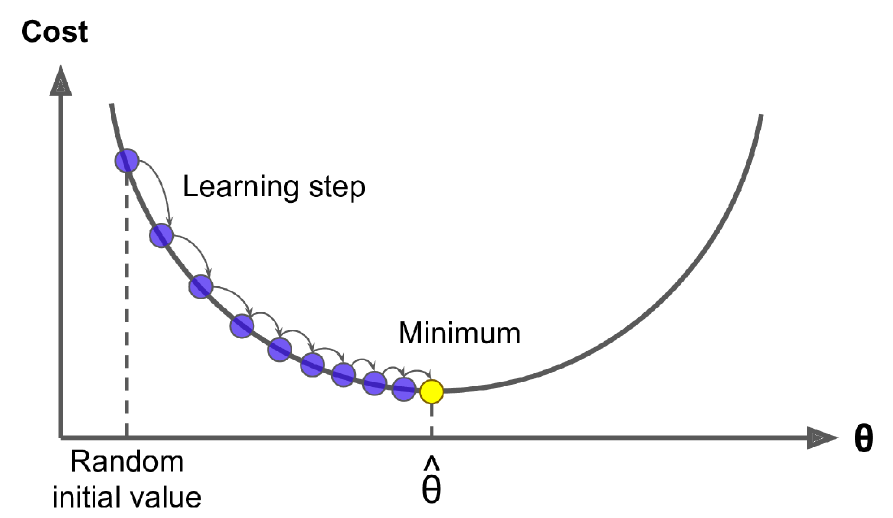 Cost
Learning step
Minimum
θ
Random
initial value
θ̂